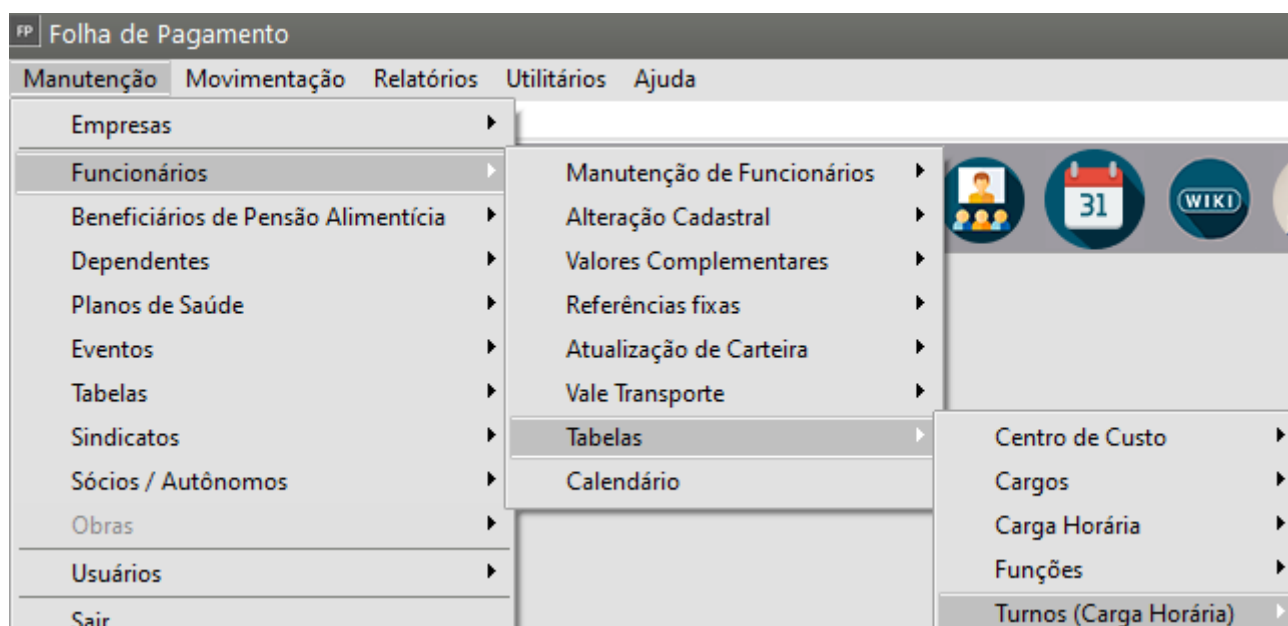 FP Folha de Pagamento
Manutenção Movimentação Relatórios Utilitários Ajuda
Empresas
Funcionários
Beneficiários de Pensão Alimentícia
Dependentes
Planos de Saúde
Eventos
Tabelas
Sindicatos
Sócios / Autônomos
Obras
Usuários
Sair
Manutenção de Funcionários
Alteração Cadastral
Valores Complementares
Referências fixas
Atualização de Carteira
Vale Transporte
Tabelas
Calendário
31
WIKI
Centro de Custo
Cargos
Carga Horária
Funções
Turnos (Carga Horária)